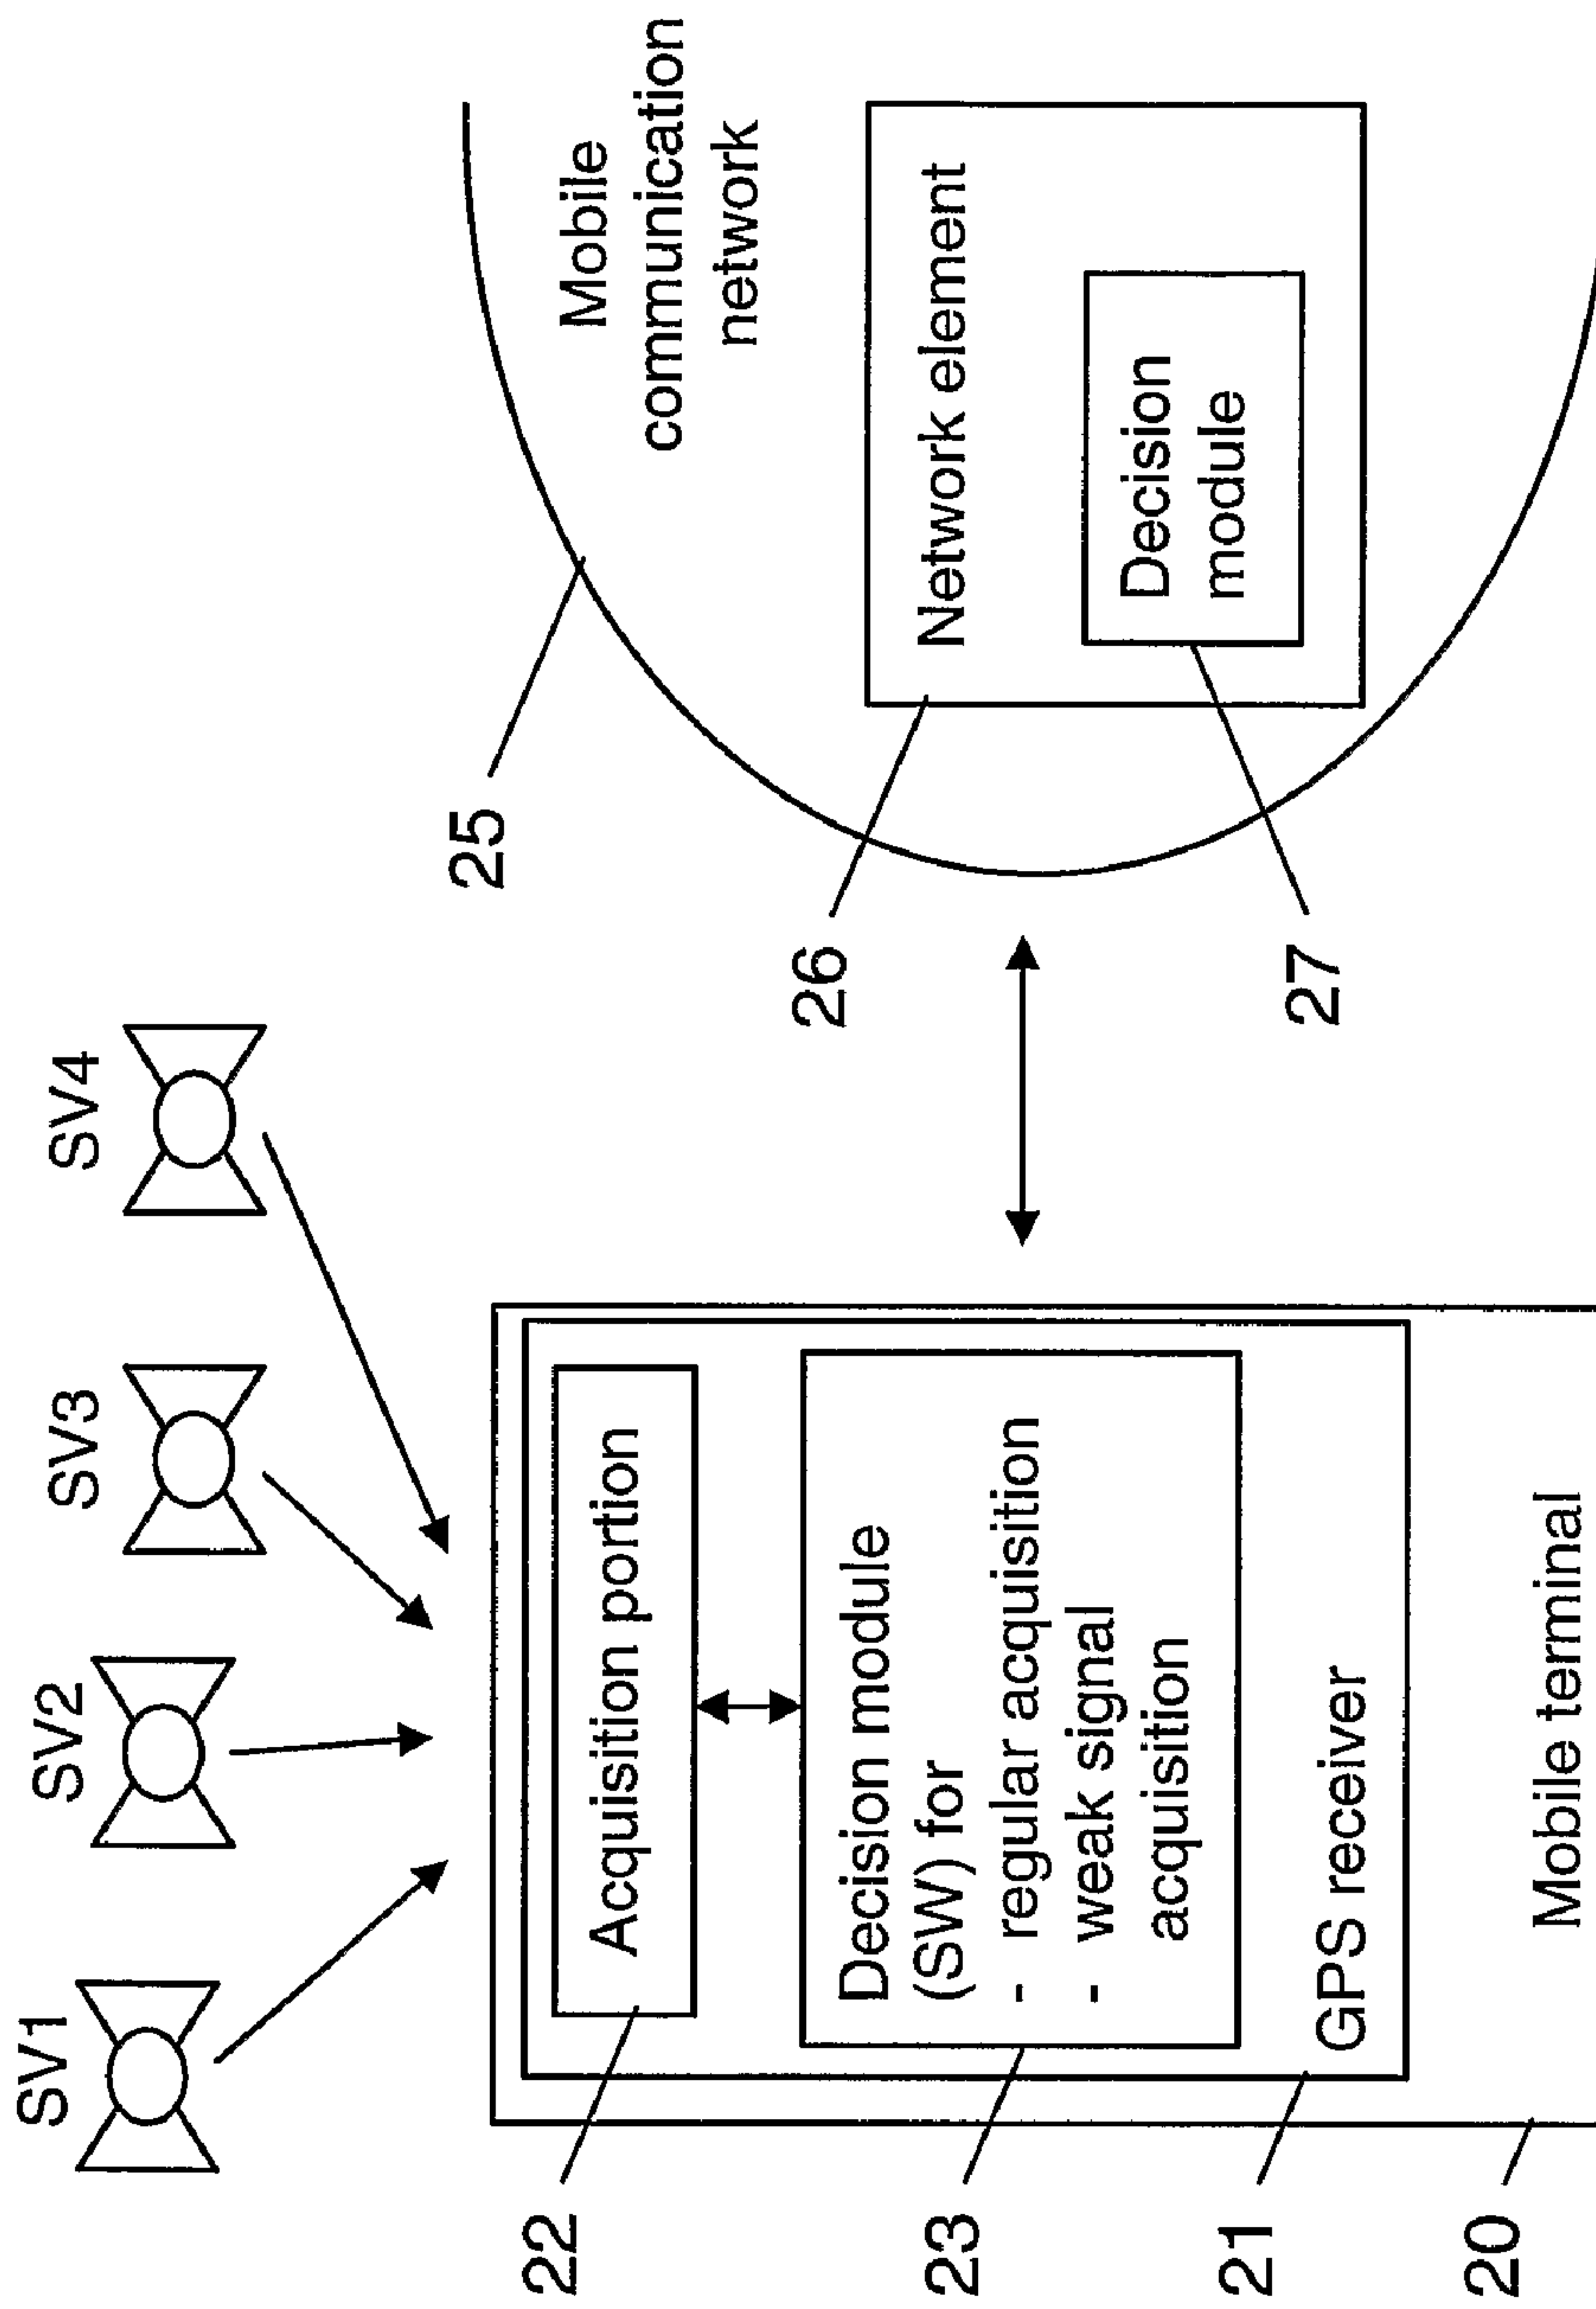 SV1
SV2
SV3
SV4
22
Acquisition portion
23
Decision module
(SW) for
- regular acquisition
- weak signal
acquisition
21
GPS receiver
20
Mobile terminal
25
Mobile
communication
network
26
Network element
27
Decision
module